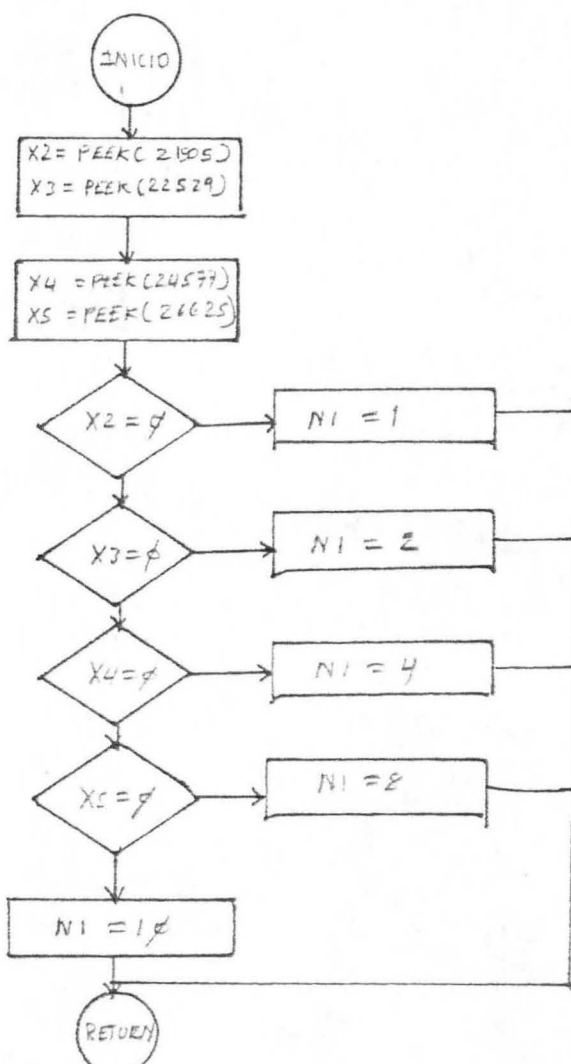 INICIO
X2= PEEK( 21505)
X3= PEEK(22529)
X4 =PEEK(24577)
X5 =PEEK(26625)
X2=ø
N1 =1
X3=ø
N1 = 2
X4=ø
N1 = 4
X5=ø
N1 =8
N1 = 1ø
RETURN